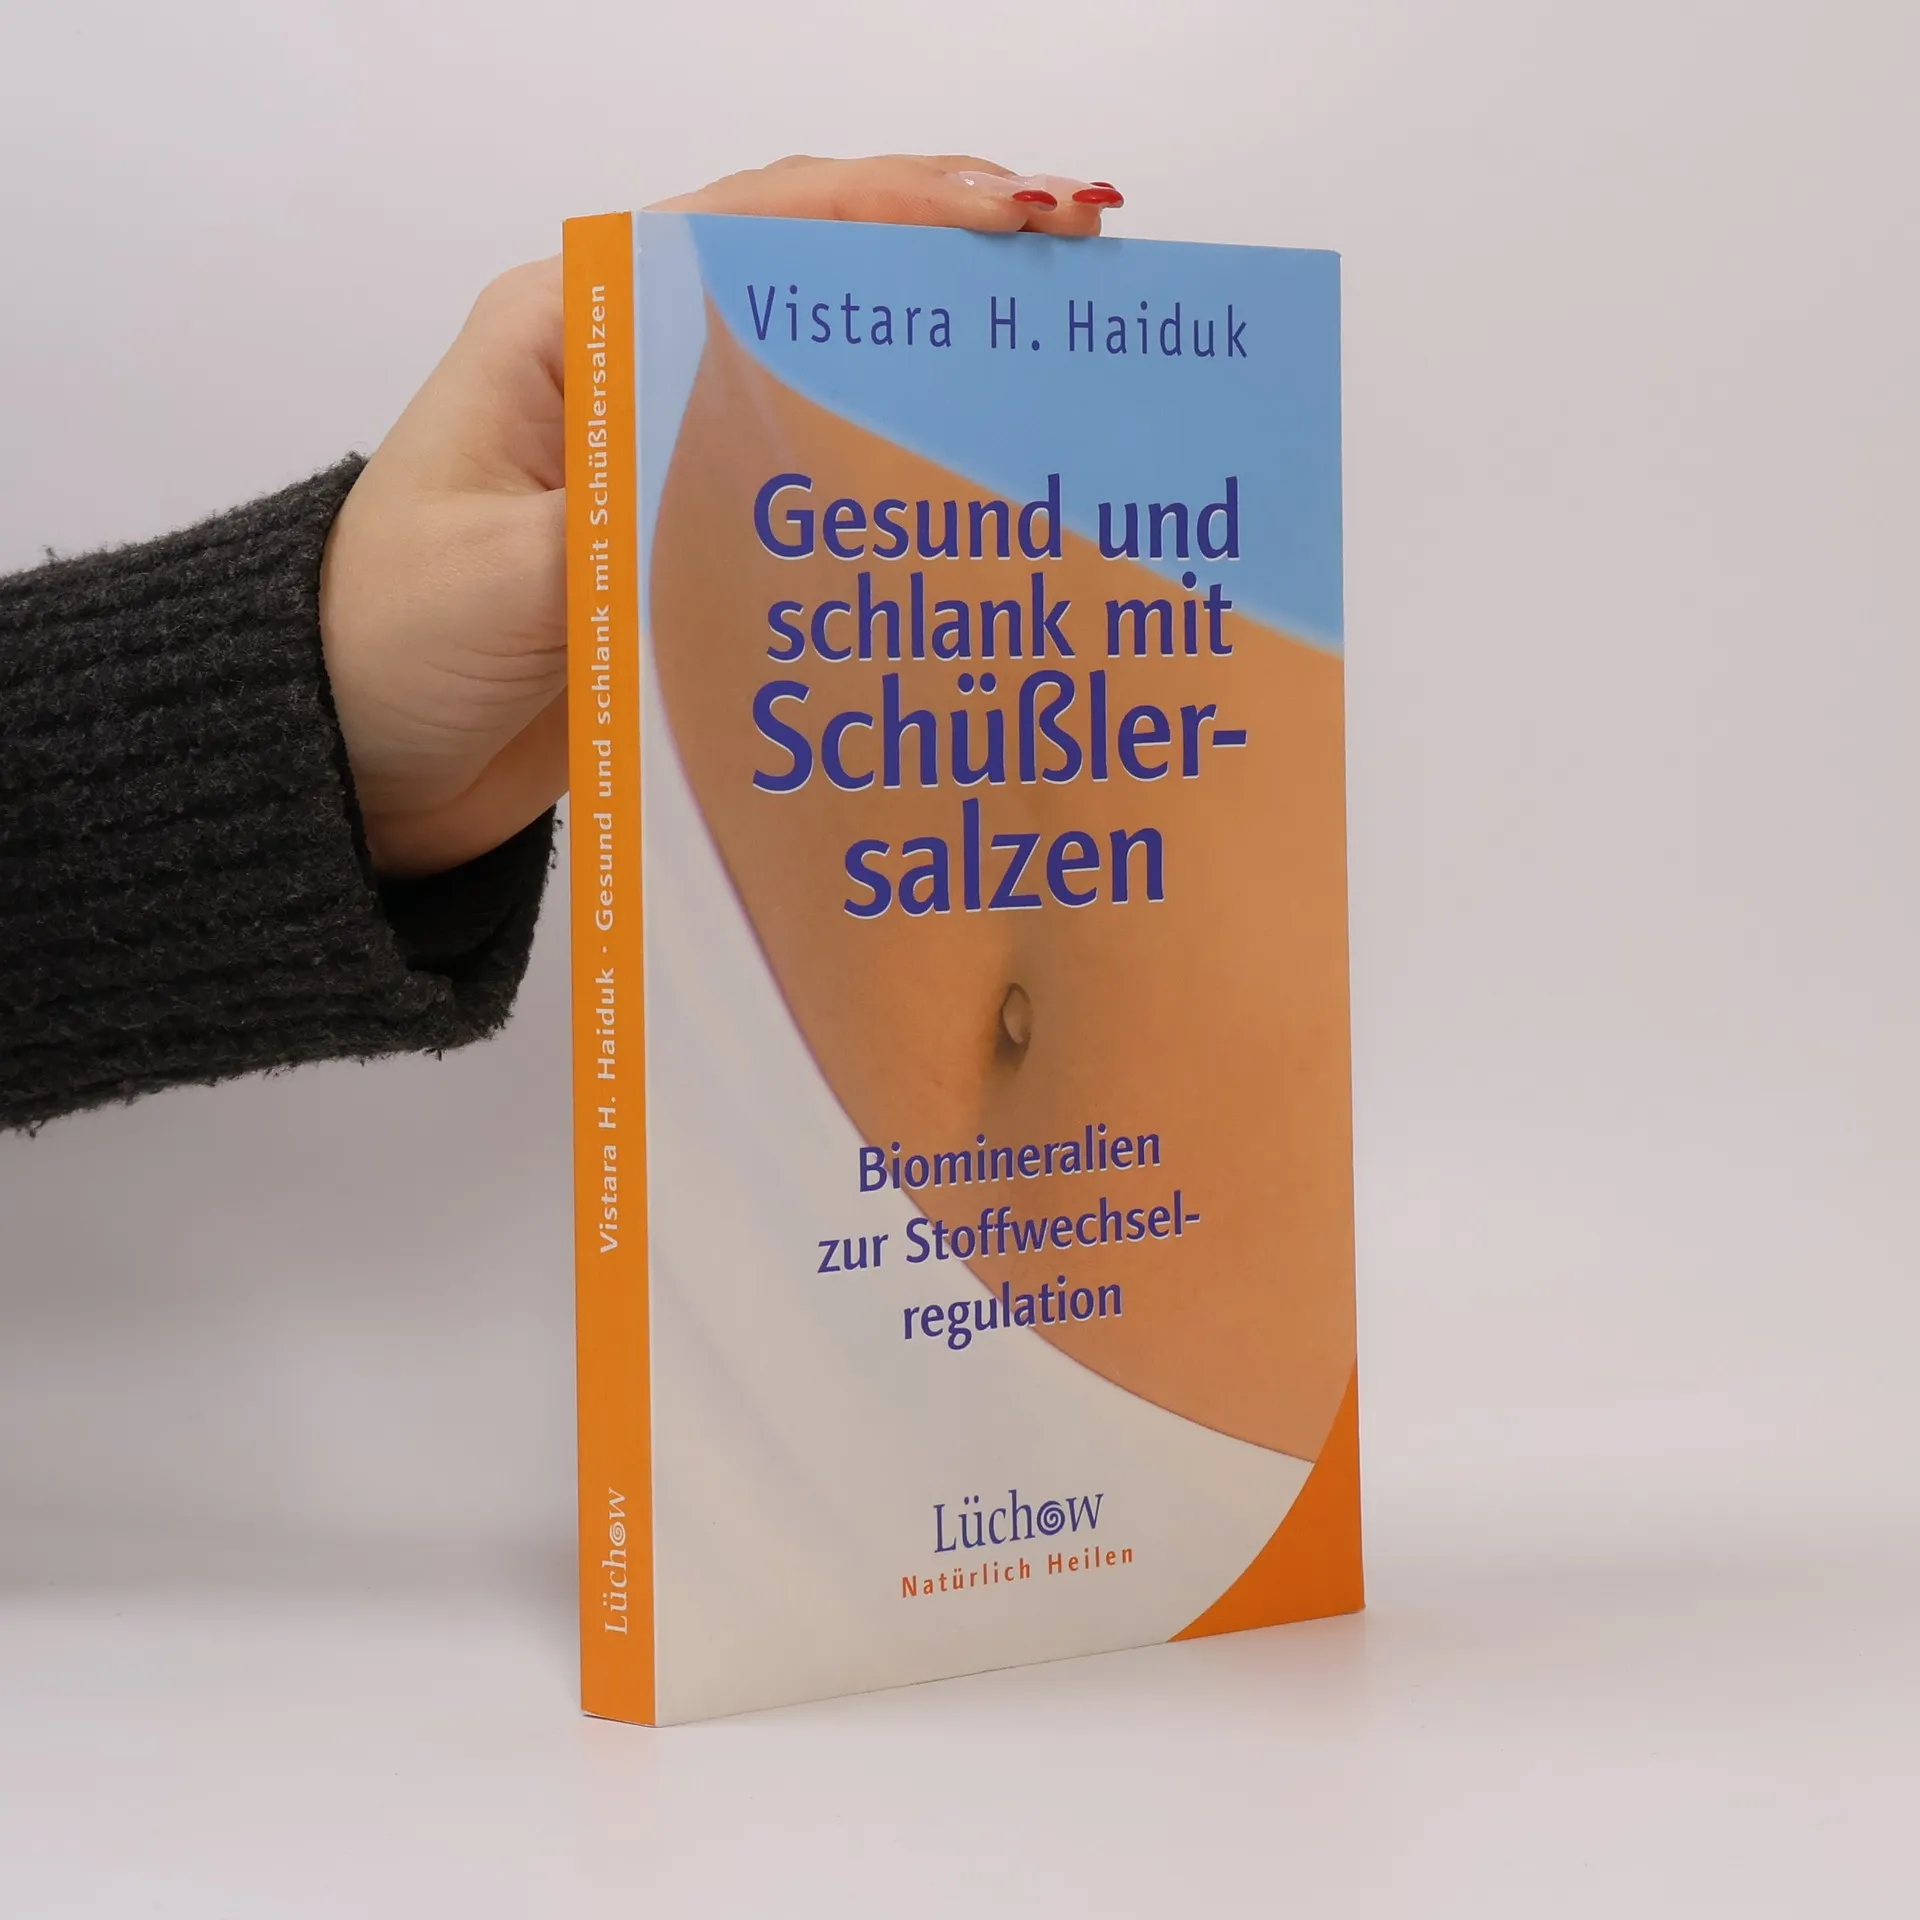 Vistara H. Haiduk · Gesund und schlank mit Schüßlersalzen
Lüchow
Vistara H. Haiduk
Gesund und
schlank mit
Schüßler-
salzen
Biomineralien
zur Stoffwechsel-
regulation
Lüchow
Natürlich Heilen